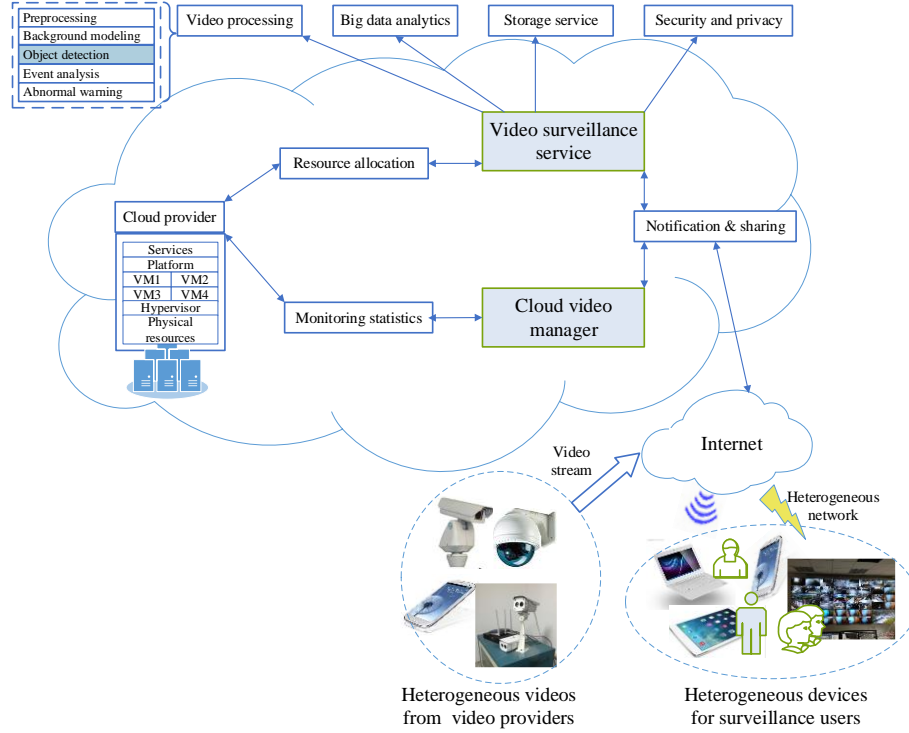 Preprocessing
Background modeling
Object detection
Event analysis
Abnormal warning
Video processing
Big data analytics
Storage service
Security and privacy
Video surveillance
service
Resource allocation
Cloud provider
Services
Platform
VM1 VM2
VM3 VM4
Hypervisor
Physical
resources
Notification & sharing
Monitoring statistics
Cloud video
manager
Internet
Video
stream
Heterogeneous
network
Heterogeneous videos
from video providers
Heterogeneous devices
for surveillance users